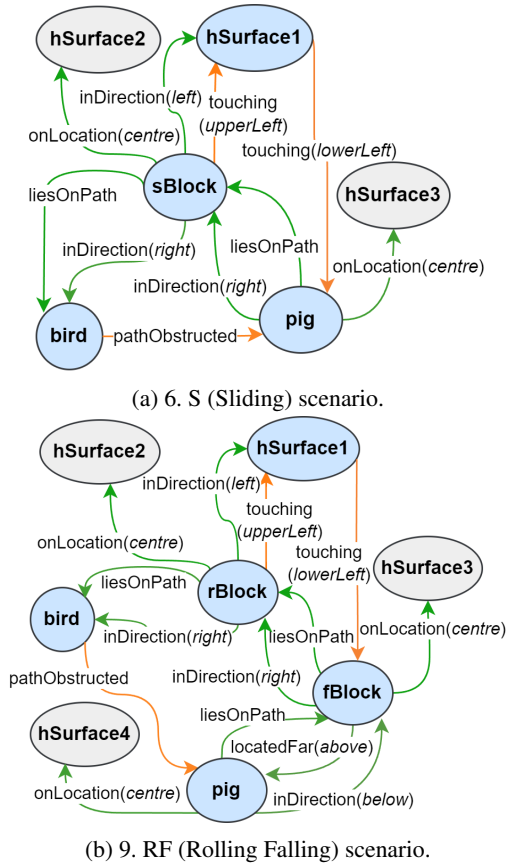 hSurface2
hSurface1
inDirection(left)
touching
(upperLeft)
onLocation(centre)
touching(lowerLeft)
liesOnPath
sBlock
hSurface3
inDirection(right)
liesOnPath
inDirection(right)
onLocation(centre)
bird
pathObstructed
pig
(a) 6. S (Sliding) scenario.
hSurface2
hSurface1
inDirection(left)
touching
(upperLeft)
onLocation(centre)
touching
(lowerLeft)
hSurface3
liesOnPath
rBlock
bird
inDirection(right)
liesOnPath
onLocation(centre)
pathObstructed
inDirection(right)
fBlock
liesOnPath
hSurface4
locatedFar(above)
onLocation(centre)
pig
inDirection(below)
(b) 9. RF (Rolling Falling) scenario.